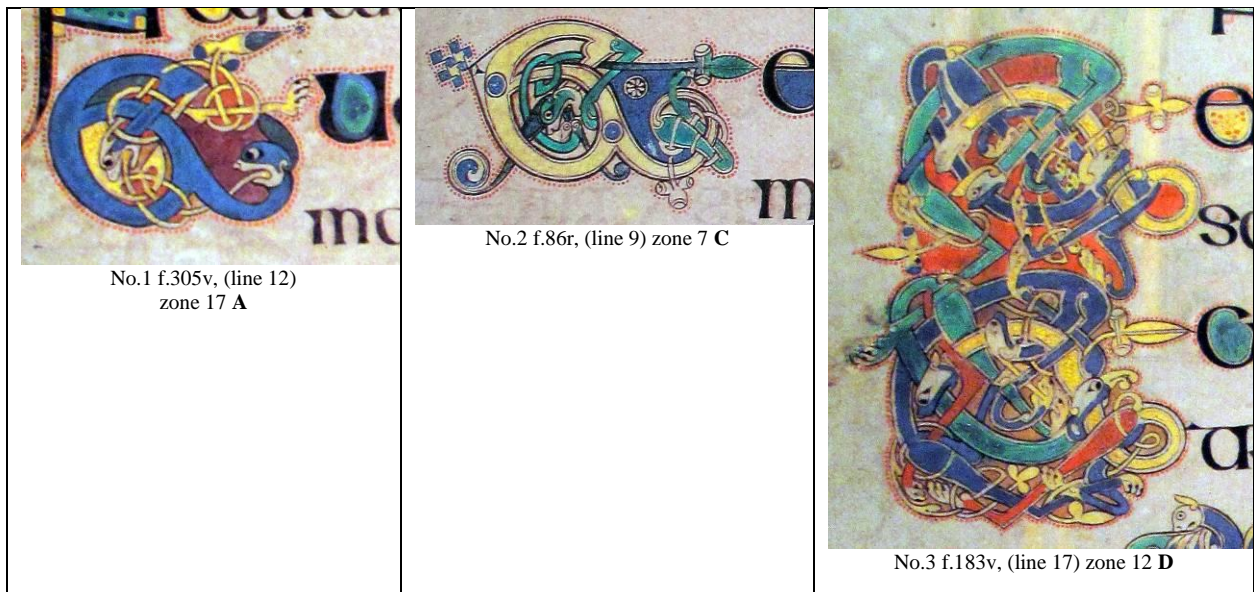 No.1 f.305v, (line 12)
zone 17 A
No.2 f.86r, (line 9) zone 7 C
No.3 f.183v, (line 17) zone 12 D